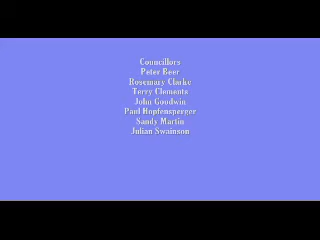 Councillors
Peter Beer
Rosemary Clarke
Terry Clements
John Goodwin
Paul Hopfensperger
Sandy Martin
Julian Swainson